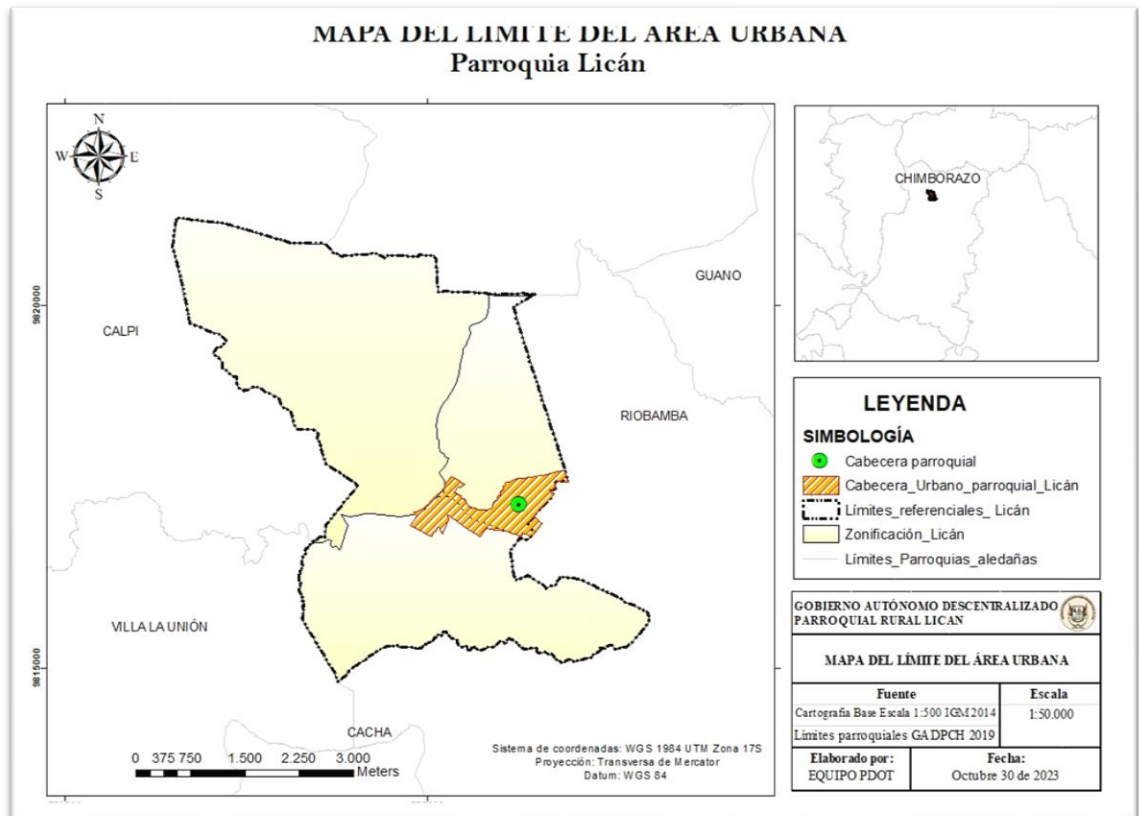 MAPA DEL LÍMITE DEL ÁREA URBANA
Parroquia Licán
N
W
E
S
CHIMBORAZO
GUANO
9820000
CALPI
RIOBAMBA
LEYENDA
SIMBOLOGÍA
Cabecera parroquial
Cabecera_Urbano_parroquial_Licán
Límites_referenciales_ Licán
Zonificación_Licán
Límites_Parroquias_aledañas
VILLA LA UNIÓN
9815000
CACHA
0 375 750 1.500 2.250 3.000
Meters
Sistema de coordenadas: WGS 1984 UTM Zona 17S
Proyección: Transversa de Mercator
Datum: WGS 84
GOBIERNO AUTÓNOMO DESCENTRALIZADO
PARROQUIAL RURAL LICAN
MAPA DEL LÍMITE DEL ÁREA URBANA
Fuente
Escala
Cartografía Base Escala 1:500 IGM 2014
1:50.000
Limites parroquiales GADPCH 2019
Elaborado por:
EQUIPO PDOT
Fecha:
Octubre 30 de 2023